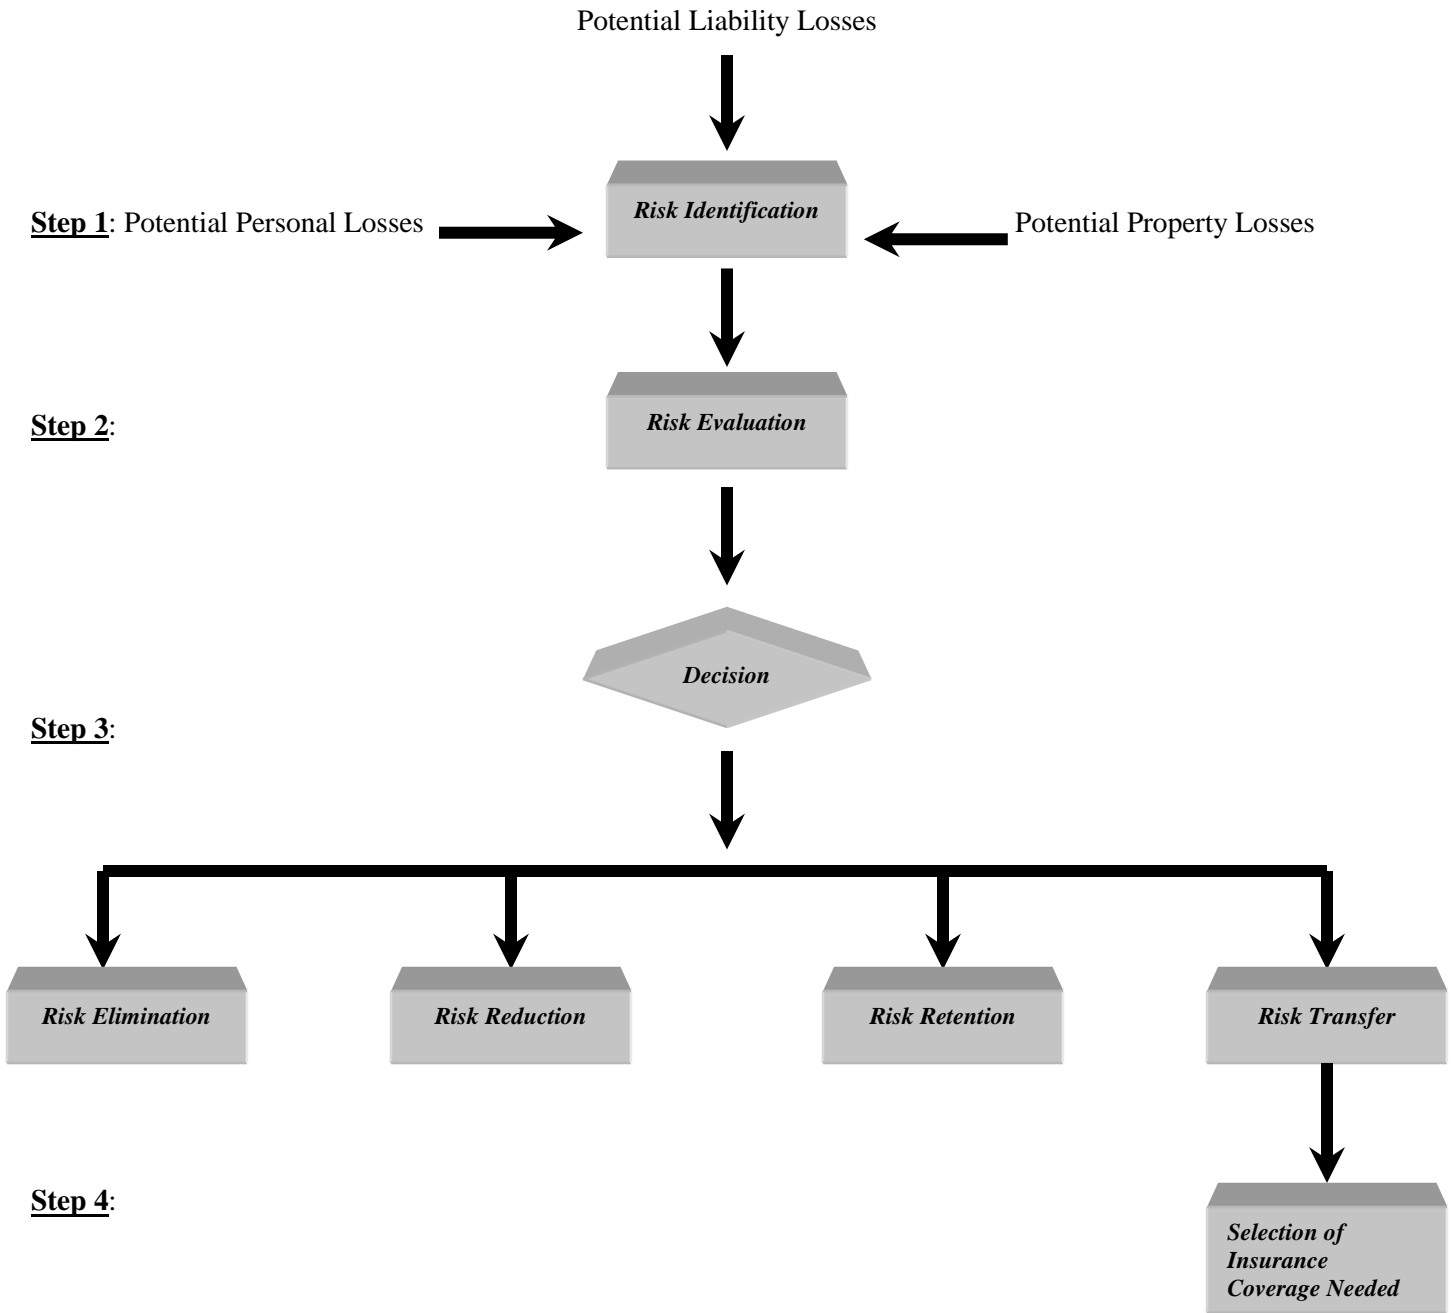 Potential Liability Losses
Risk Identification
Step 1: Potential Personal Losses
Potential Property Losses
Step 2:
Risk Evaluation
Decision
Step 3:
Risk Elimination
Risk Reduction
Risk Retention
Risk Transfer
Step 4:
Selection of
Insurance
Coverage Needed